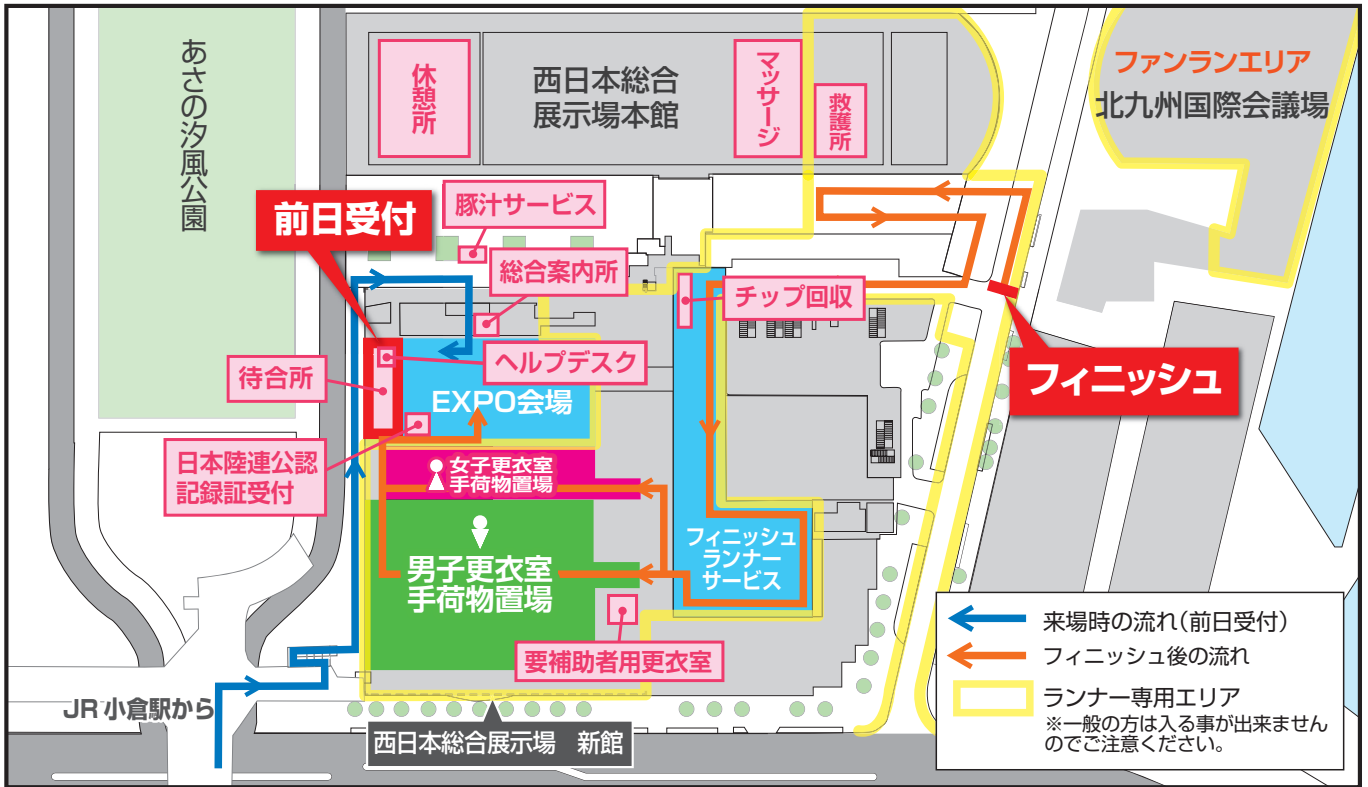 あさの汐風公園
休憩所
西日本総合
展示場本館
マッサージ
救護所
ファンランエリア
北九州国際会議場
前日受付
豚汁サービス
総合案内所
チップ回収
ヘルプデスク
待合所
EXPO会場
フィニッシュ
日本陸連公認
記録証受付
女子更衣室
手荷物置場
男子更衣室
手荷物置場
フィニッシュ
ランナー
サービス
要補助者用更衣室
JR小倉駅から
西日本総合展示場　新館
来場時の流れ(前日受付)
フィニッシュ後の流れ
ランナー専用エリア
※一般の方は入る事が出来ません
のでご注意ください。